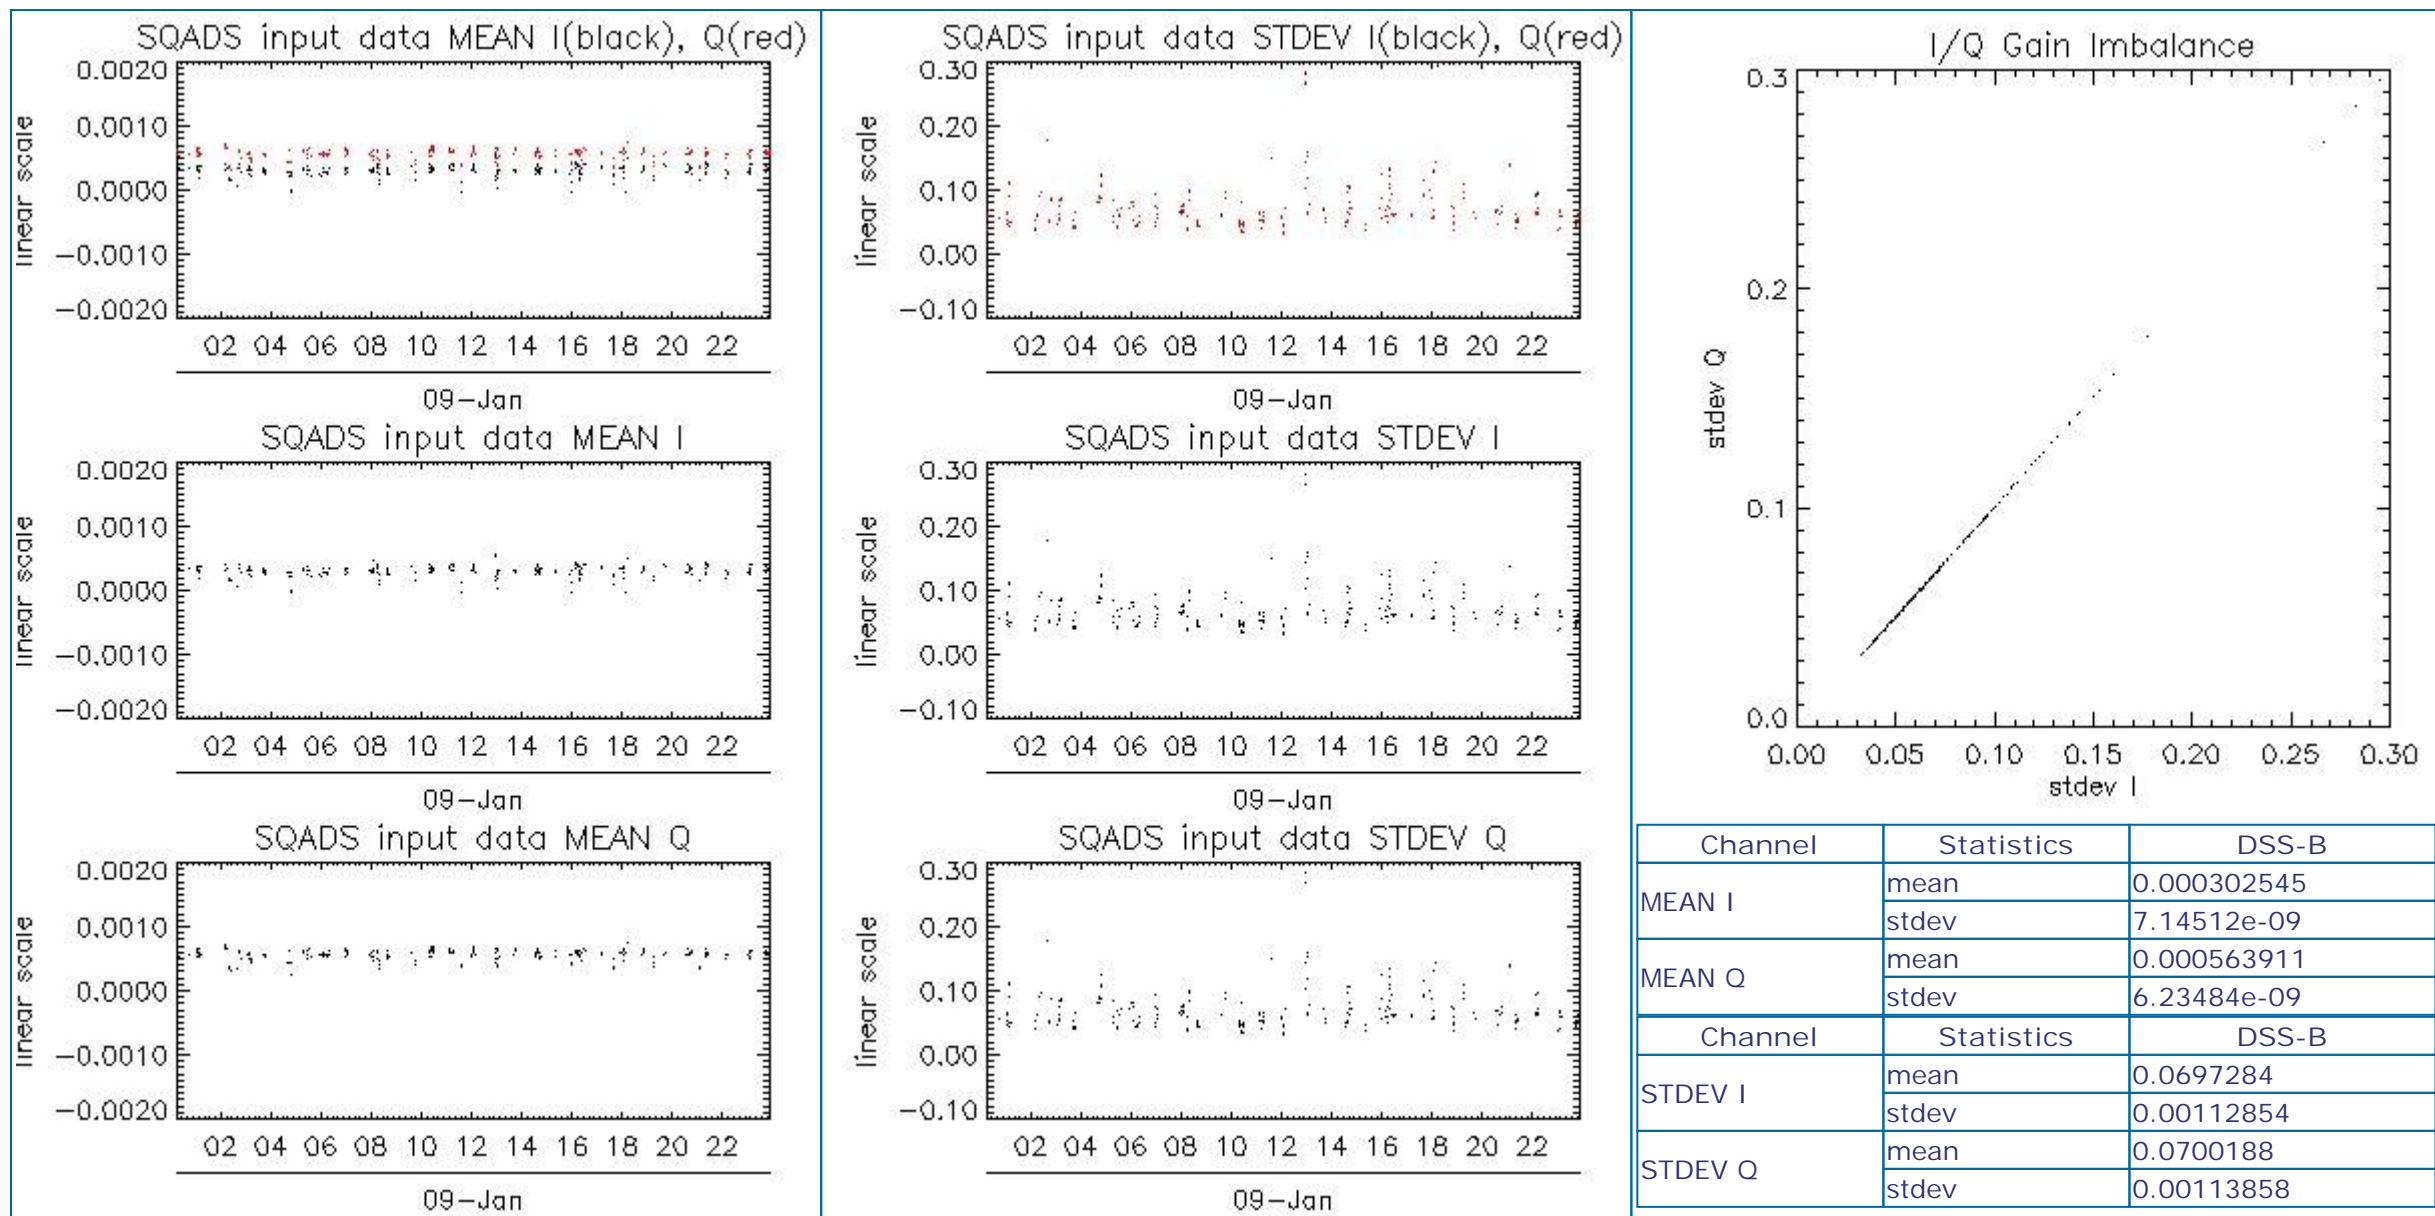 SQADS input data MEAN I(black), Q(red)
0.0020
0.0010
0.0000
−0.0010
−0.0020
linear scale
02 04 06 08 10 12 14 16 18 20 22
09−Jan
SQADS input data MEAN I
0.0020
0.0010
0.0000
−0.0010
−0.0020
linear scale
02 04 06 08 10 12 14 16 18 20 22
09−Jan
SQADS input data MEAN Q
0.0020
0.0010
0.0000
−0.0010
−0.0020
linear scale
02 04 06 08 10 12 14 16 18 20 22
09−Jan
SQADS input data STDEV I(black), Q(red)
0.30
0.20
0.10
0.00
−0.10
linear scale
02 04 06 08 10 12 14 16 18 20 22
09−Jan
SQADS input data STDEV I
0.30
0.20
0.10
0.00
−0.10
linear scale
02 04 06 08 10 12 14 16 18 20 22
09−Jan
SQADS input data STDEV Q
0.30
0.20
0.10
0.00
−0.10
linear scale
02 04 06 08 10 12 14 16 18 20 22
09−Jan
I/Q Gain Imbalance
0.3
0.2
0.1
0.0
stdev Q
0.00 0.05 0.10 0.15 0.20 0.25 0.30
stdev I
Channel Statistics DSS-B
MEAN I mean 0.000302545
stdev 7.14512e-09
MEAN Q mean 0.000563911
stdev 6.23484e-09
Channel Statistics DSS-B
STDEV I mean 0.0697284
stdev 0.00112854
STDEV Q mean 0.0700188
stdev 0.00113858